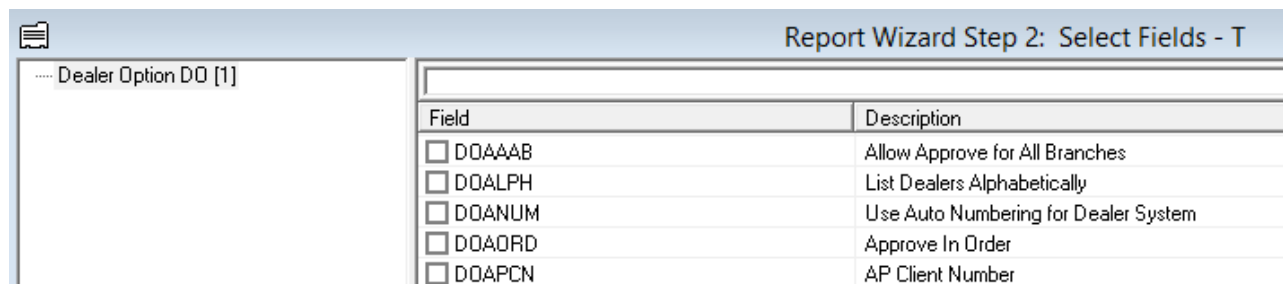 Report Wizard Step 2: Select Fields - T
Dealer Option DO [1]
Field Description
DOAAAB Allow Approve for All Branches
DOALPH List Dealers Alphabetically
DOANUM Use Auto Numbering for Dealer System
DOAORD Approve In Order
DOAPCN AP Client Number